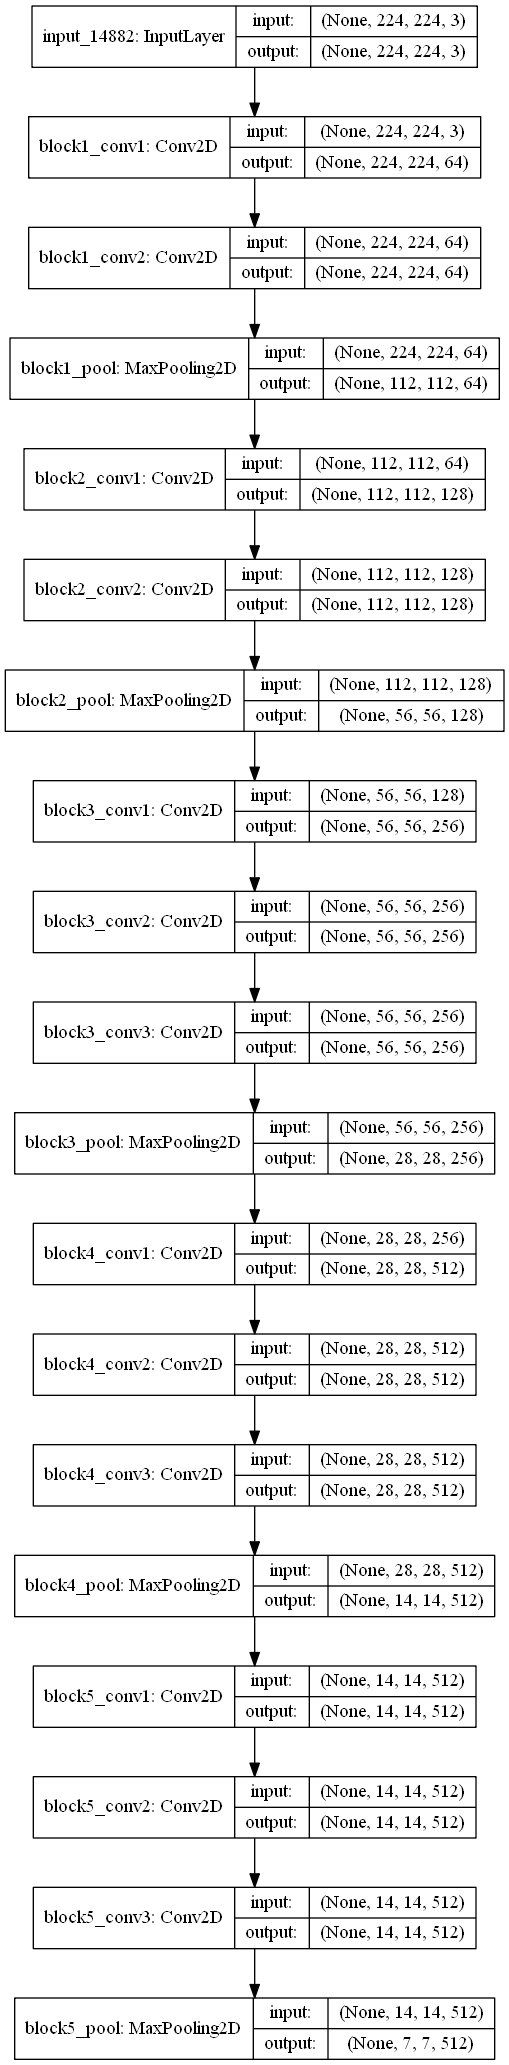 input_14882: InputLayer
input: (None, 224, 224, 3)
output: (None, 224, 224, 3)
block1_conv1: Conv2D
input: (None, 224, 224, 3)
output: (None, 224, 224, 64)
block1_conv2: Conv2D
input: (None, 224, 224, 64)
output: (None, 224, 224, 64)
block1_pool: MaxPooling2D
input: (None, 224, 224, 64)
output: (None, 112, 112, 64)
block2_conv1: Conv2D
input: (None, 112, 112, 64)
output: (None, 112, 112, 128)
block2_conv2: Conv2D
input: (None, 112, 112, 128)
output: (None, 112, 112, 128)
block2_pool: MaxPooling2D
input: (None, 112, 112, 128)
output: (None, 56, 56, 128)
block3_conv1: Conv2D
input: (None, 56, 56, 128)
output: (None, 56, 56, 256)
block3_conv2: Conv2D
input: (None, 56, 56, 256)
output: (None, 56, 56, 256)
block3_conv3: Conv2D
input: (None, 56, 56, 256)
output: (None, 56, 56, 256)
block3_pool: MaxPooling2D
input: (None, 56, 56, 256)
output: (None, 28, 28, 256)
block4_conv1: Conv2D
input: (None, 28, 28, 256)
output: (None, 28, 28, 512)
block4_conv2: Conv2D
input: (None, 28, 28, 512)
output: (None, 28, 28, 512)
block4_conv3: Conv2D
input: (None, 28, 28, 512)
output: (None, 28, 28, 512)
block4_pool: MaxPooling2D
input: (None, 28, 28, 512)
output: (None, 14, 14, 512)
block5_conv1: Conv2D
input: (None, 14, 14, 512)
output: (None, 14, 14, 512)
block5_conv2: Conv2D
input: (None, 14, 14, 512)
output: (None, 14, 14, 512)
block5_conv3: Conv2D
input: (None, 14, 14, 512)
output: (None, 14, 14, 512)
block5_pool: MaxPooling2D
input: (None, 14, 14, 512)
output: (None, 7, 7, 512)